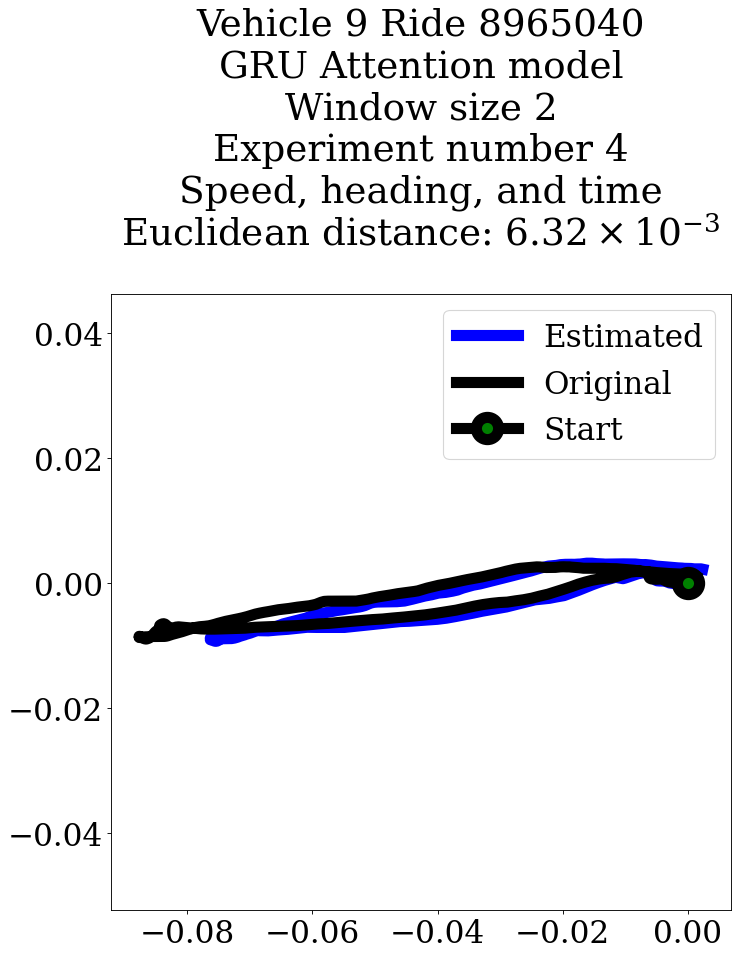 Vehicle 9 Ride 8965040
GRU Attention model
Window size 2
Experiment number 4
Speed, heading, and time
Euclidean distance: 6.32 × 10⁻³
Estimated
Original
Start
0.04
0.02
0.00
−0.02
−0.04
−0.08 −0.06 −0.04 −0.02 0.00